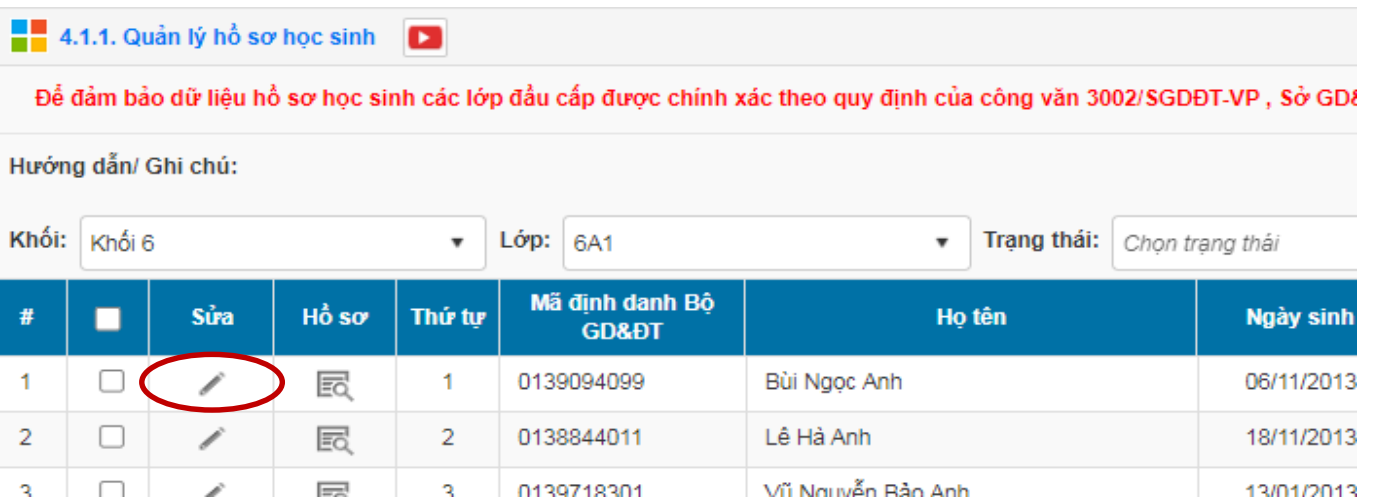 4.1.1. Quản lý hồ sơ học sinh
Để đảm bảo dữ liệu hồ sơ học sinh các lớp đầu cấp được chính xác theo quy định của công văn 3002/SGDĐT-VP , Sở GD&
Hướng dẫn/ Ghi chú:
Khối: Khối 6 Lớp: 6A1 Trạng thái: Chọn trạng thái
# Sửa Hồ sơ Thứ tự Mã định danh Bộ GD&ĐT Họ tên Ngày sinh
1 1 0139094099 Bùi Ngọc Anh 06/11/2013
2 2 0138844011 Lê Hà Anh 18/11/2013
3 3 0139718301 Vũ Nguyễn Bảo Anh 13/01/2013